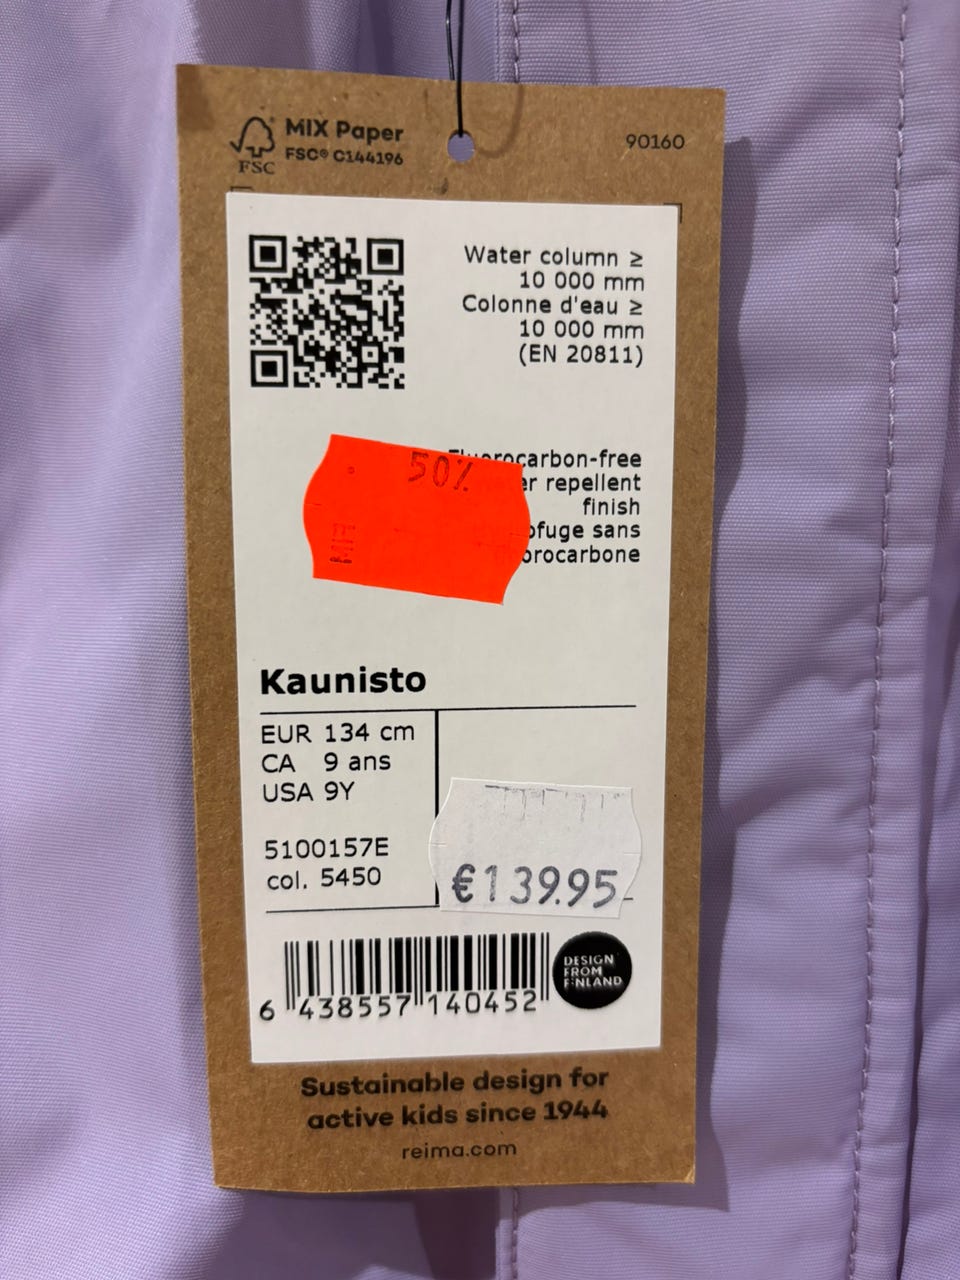 MIX Paper
FSC® C144196
FSC
90160
Water column ≥
10 000 mm
Colonne d'eau ≥
10 000 mm
(EN 20811)
50%
carbon-free
repellent
finish
sans
EIM
Kaunisto
EUR 134 cm
CA 9 ans
USA 9Y
5100157E
col. 5450
€139.95
DESIGN
FROM
FINLAND
6 438557 140452
Sustainable design for
active kids since 1944
reima.com